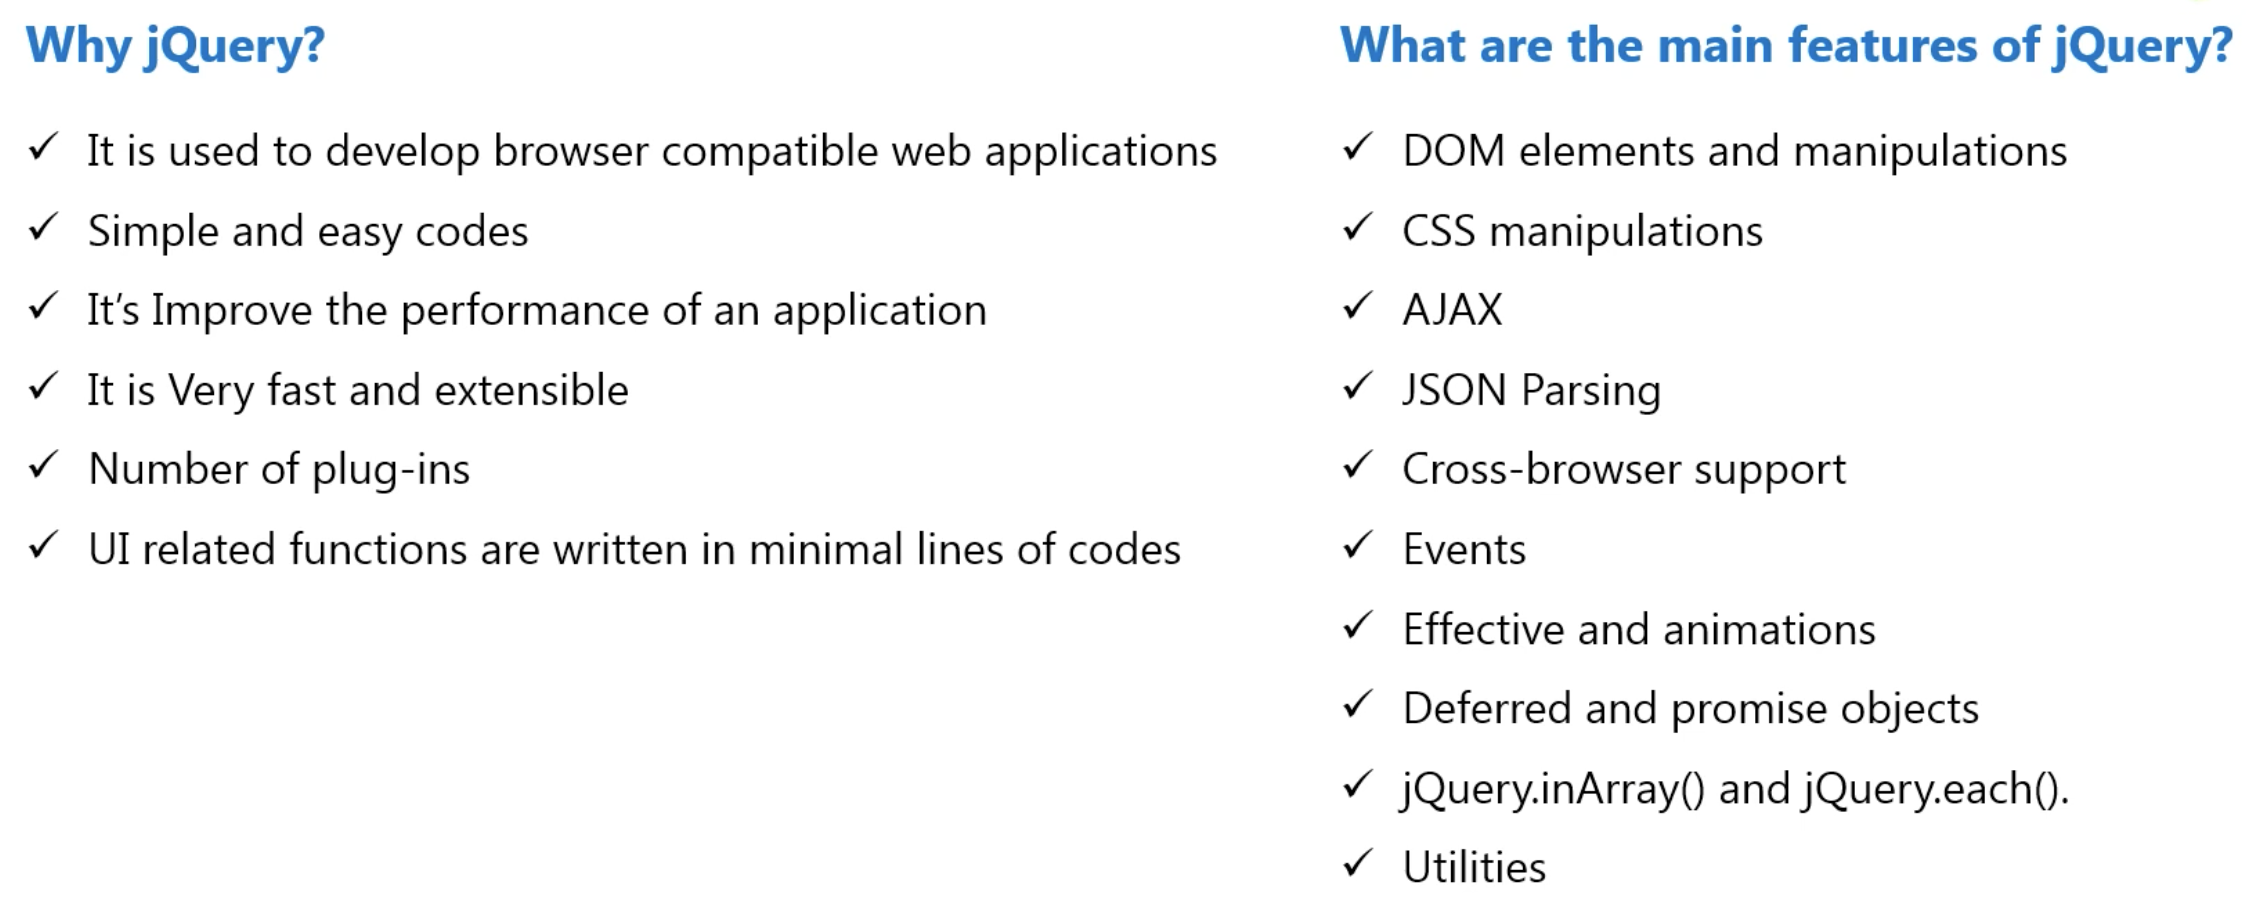 Why jQuery?
✓ It is used to develop browser compatible web applications
✓ Simple and easy codes
✓ It’s Improve the performance of an application
✓ It is Very fast and extensible
✓ Number of plug-ins
✓ UI related functions are written in minimal lines of codes
What are the main features of jQuery?
✓ DOM elements and manipulations
✓ CSS manipulations
✓ AJAX
✓ JSON Parsing
✓ Cross-browser support
✓ Events
✓ Effective and animations
✓ Deferred and promise objects
✓ jQuery.inArray() and jQuery.each().
✓ Utilities